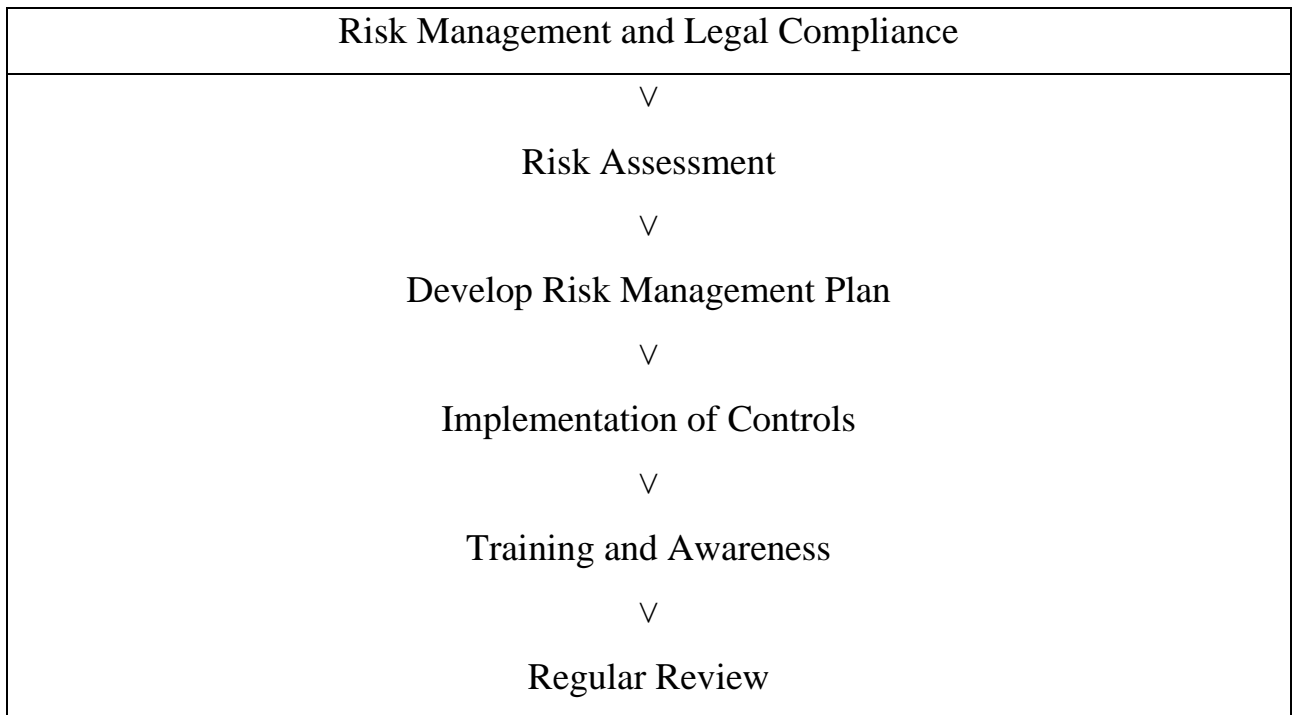 Risk Management and Legal Compliance
\/
Risk Assessment
\/
Develop Risk Management Plan
\/
Implementation of Controls
\/
Training and Awareness
\/
Regular Review